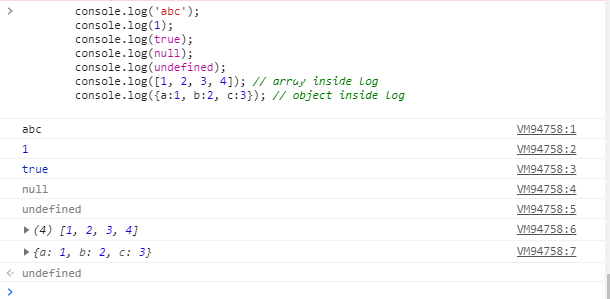 console.log('abc');
console.log(1);
console.log(true);
console.log(null);
console.log(undefined);
console.log([1, 2, 3, 4]); // array inside log
console.log({a:1, b:2, c:3}); // object inside log
abc VM94758:1
1 VM94758:2
true VM94758:3
null VM94758:4
undefined VM94758:5
(4) [1, 2, 3, 4] VM94758:6
{a: 1, b: 2, c: 3} VM94758:7
undefined